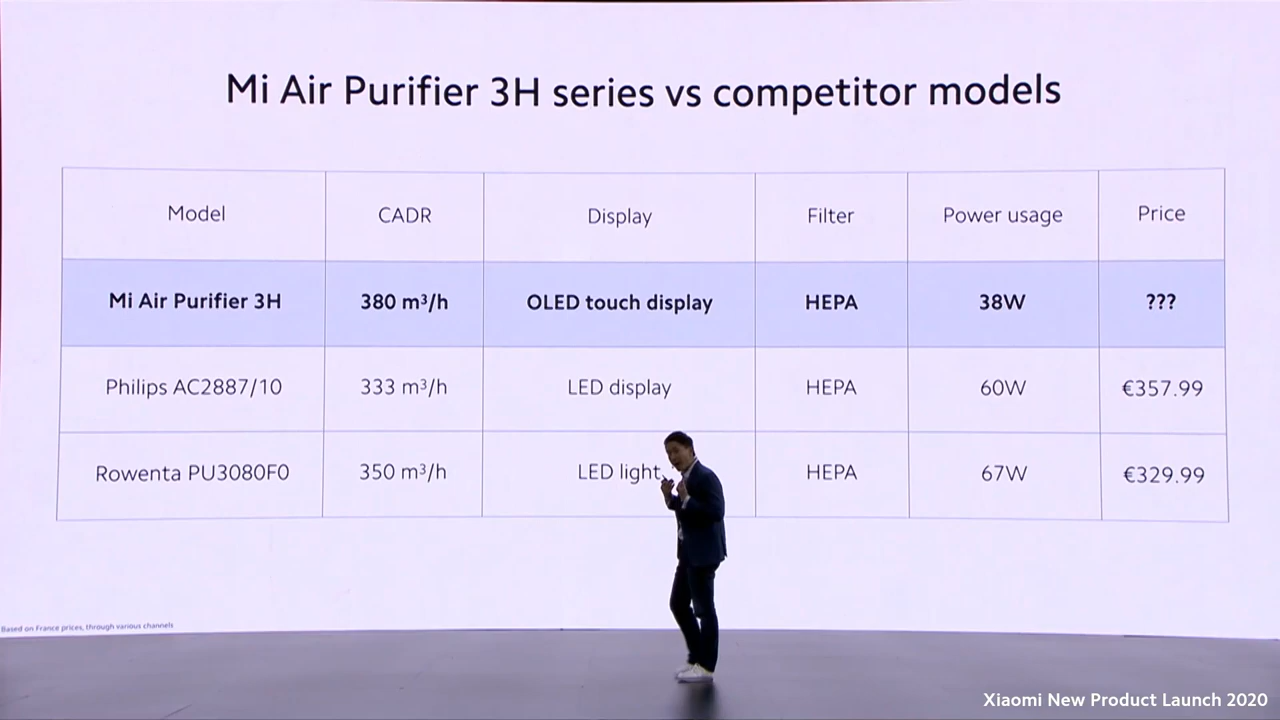 Mi Air Purifier 3H series vs competitor models
Model CADR Display Filter Power usage Price
Mi Air Purifier 3H 380 m³/h OLED touch display HEPA 38W ???
Philips AC2887/10 333 m³/h LED display HEPA 60W €357.99
Rowenta PU3080F0 350 m³/h LED light HEPA 67W €329.99
Based on France prices, through various channels
Xiaomi New Product Launch 2020